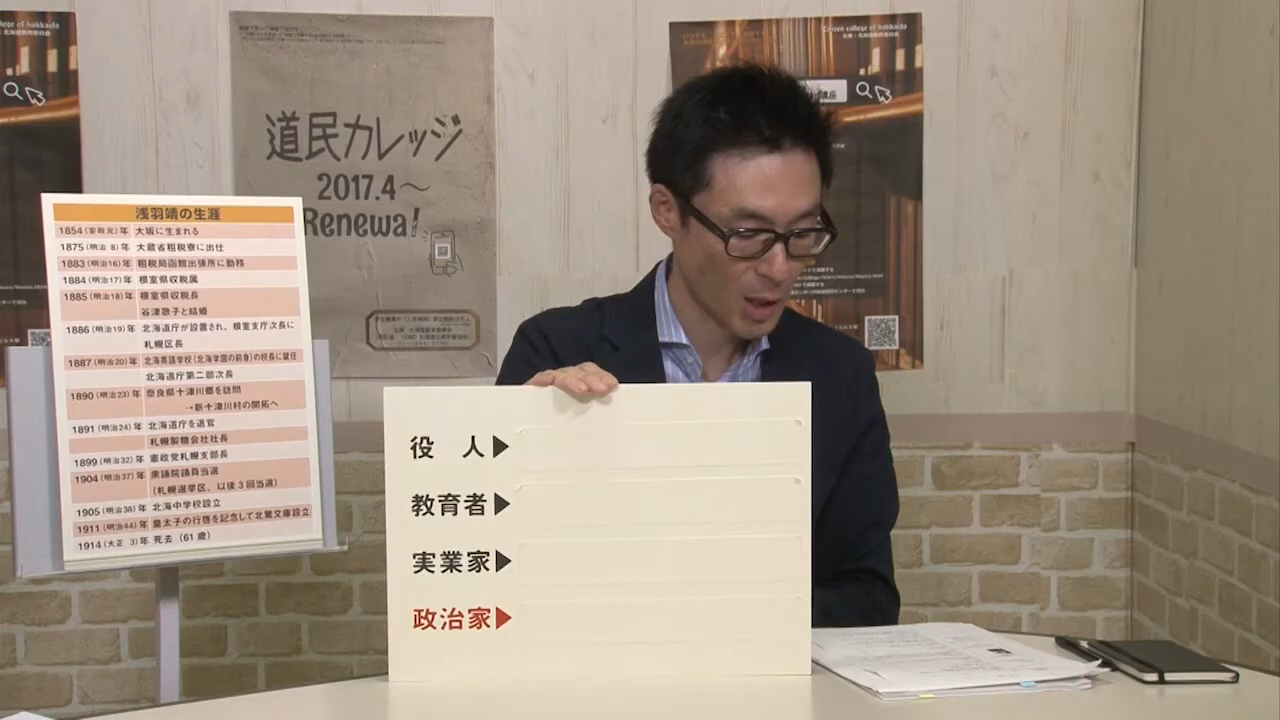 道民カレッジ
2017.4〜
Renewal
Citizen college of hokkaido
講座
浅羽靖の生涯
1854(安政元)年 大坂に生まれる
1875(明治 8)年 大蔵省租税寮に出仕
1883(明治16)年 租税局函館出張所に勤務
1884(明治17)年 根室県収税属
1885(明治18)年 根室県収税長
谷津歌子と結婚
1886(明治19)年 北海道庁が設置され、根室支庁次長に
札幌区長
1887(明治20)年 北海英語学校(北海学園の前身)の校長に就任
北海道庁第二部次長
1890(明治23)年 奈良県十津川郷を訪問
→新十津川村の開拓へ
1891(明治24)年 北海道庁を退官
札幌製糖会社社長
1899(明治32)年 憲政党札幌支部長
1904(明治37)年 衆議院議員当選
(札幌選挙区、以後3回当選)
1905(明治38)年 北海中学校設立
1911(明治44)年 皇太子の行啓を記念して北駕文庫設立
1914(大正 3)年 死去(61歳)
役 人▶
教育者▶
実業家▶
政治家▶